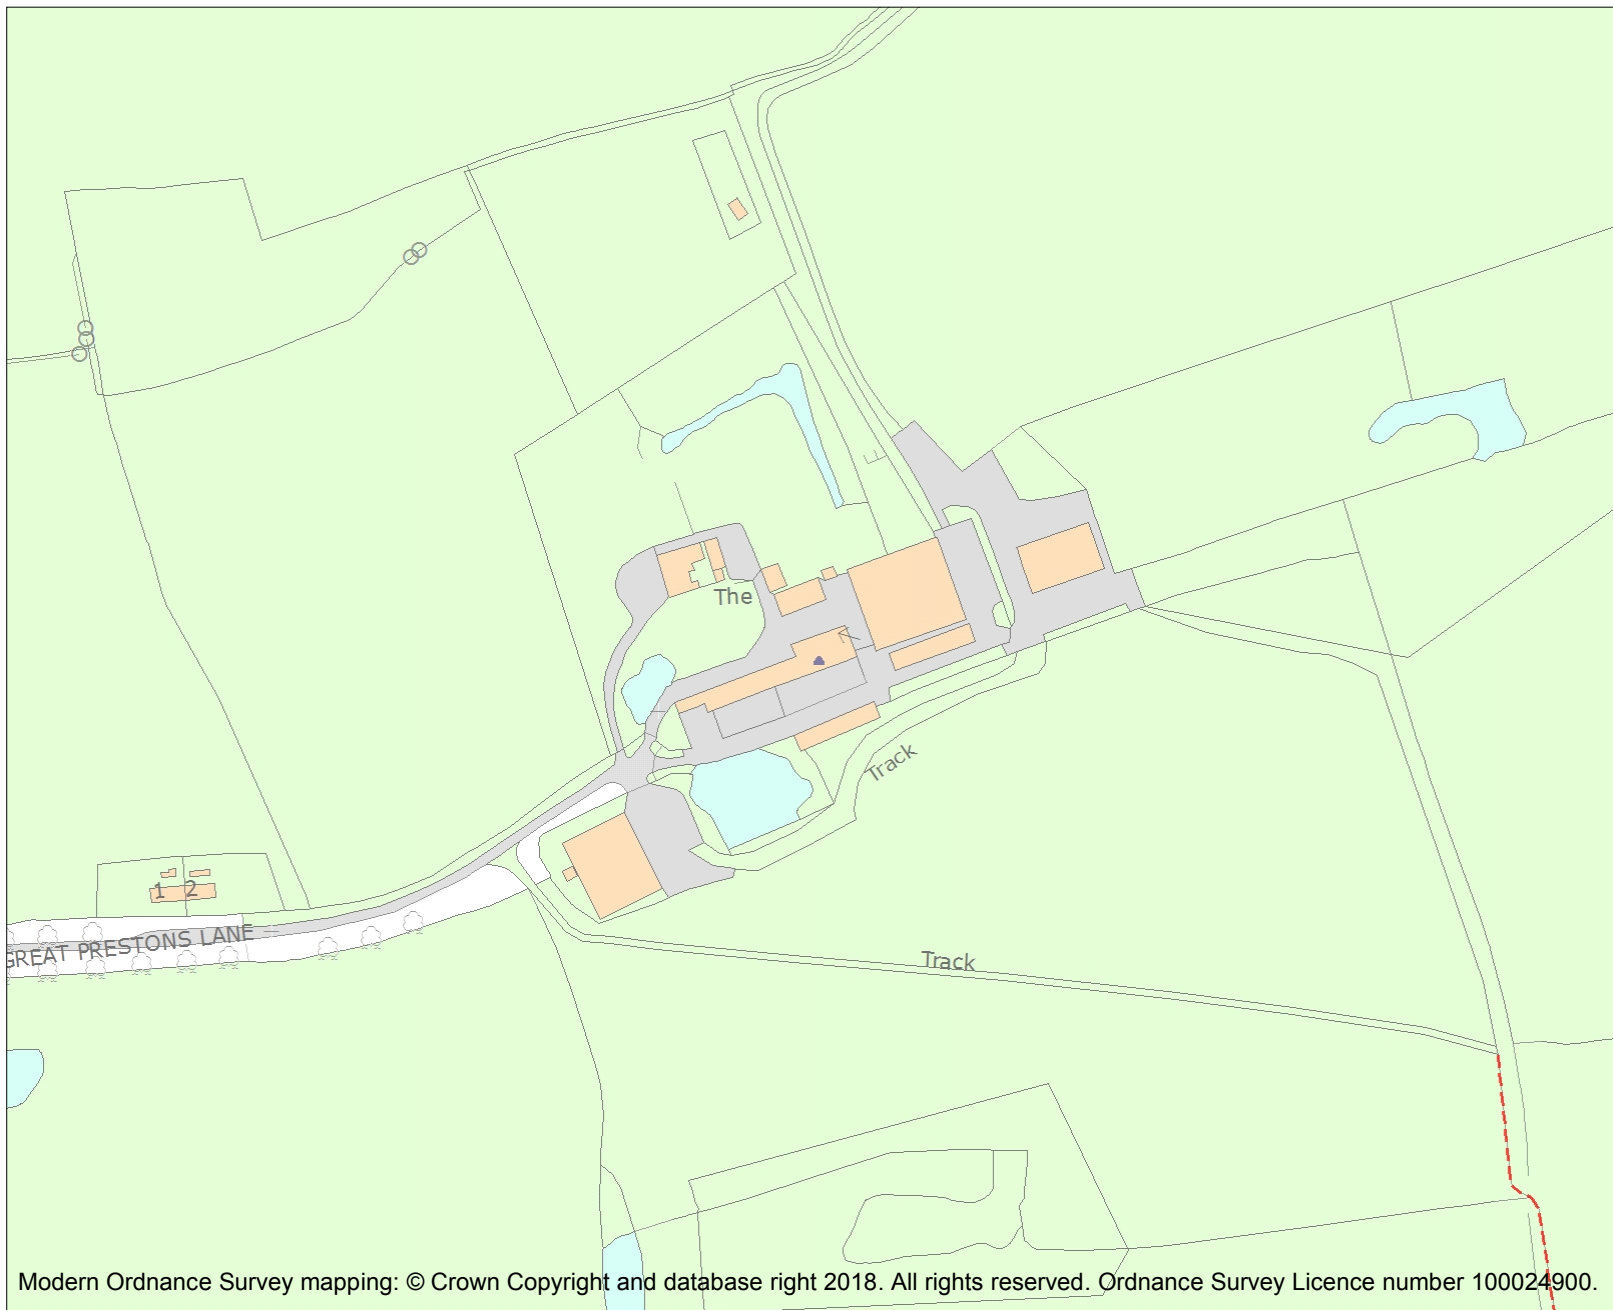 The
Track
1 2
GREAT PRESTONS LANE
Track
Modern Ordnance Survey mapping: © Crown Copyright and database right 2018. All rights reserved. Ordnance Survey Licence number 100024900.